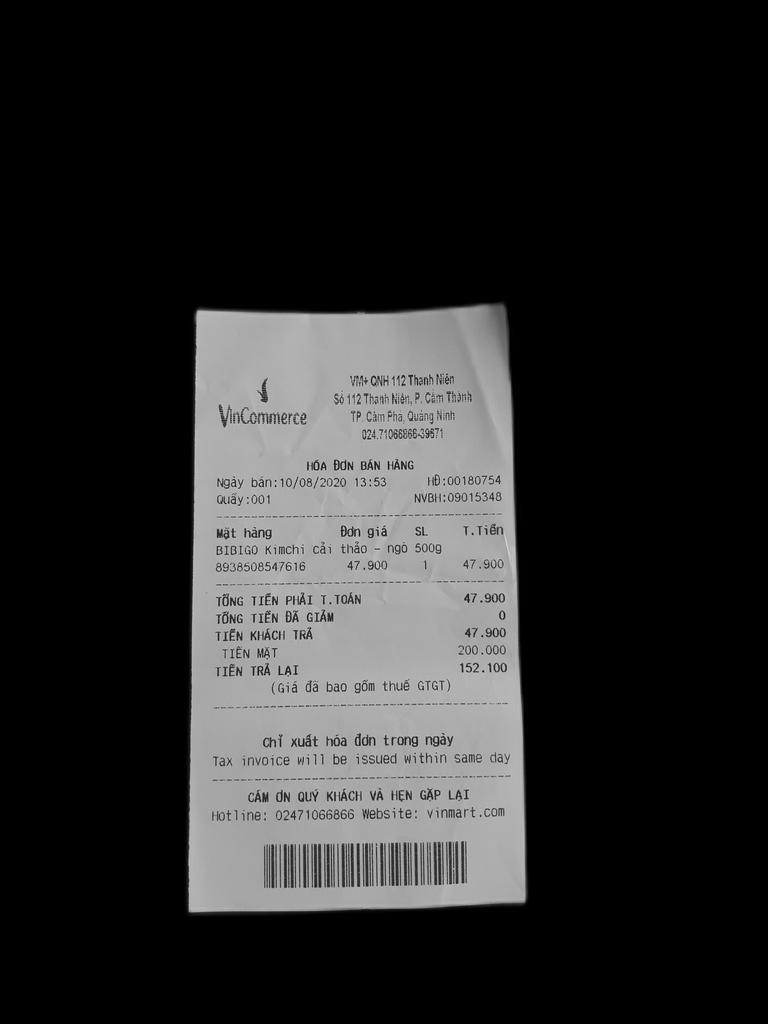 VinCommerce
VM+ QNH 112 Thanh Niên
Số 112 Thanh Niên, P. Cẩm Thành
TP. Cẩm Phả, Quảng Ninh
024.71066866-39671
HÓA ĐƠN BÁN HÀNG
Ngày bán:10/08/2020 13:53 HĐ:00180754
Quầy:001 NVBH:09015348
Mặt hàng Đơn giá SL T.Tiền
BIBIGO Kimchi cải thảo - ngò 500g
8938508547616 47.900 1 47.900
TỔNG TIỀN PHẢI T.TOÁN 47.900
TỔNG TIỀN ĐÃ GIẢM 0
TIỀN KHÁCH TRẢ 47.900
TIỀN MẶT 200.000
TIỀN TRẢ LẠI 152.100
(Giá đã bao gồm thuế GTGT)
Chỉ xuất hóa đơn trong ngày
Tax invoice will be issued within same day
CẢM ƠN QUÝ KHÁCH VÀ HẸN GẶP LẠI
Hotline: 02471066866 Website: vinmart.com